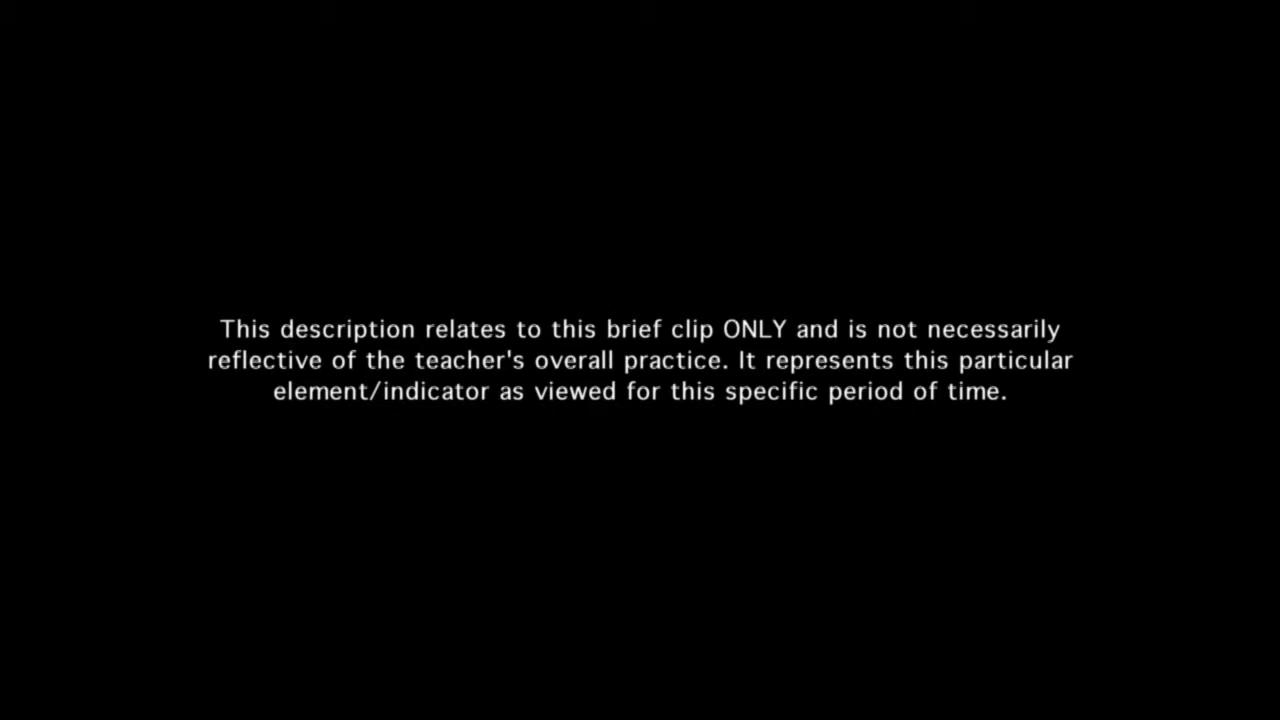 This description relates to this brief clip ONLY and is not necessarily
reflective of the teacher's overall practice. It represents this particular
element/indicator as viewed for this specific period of time.